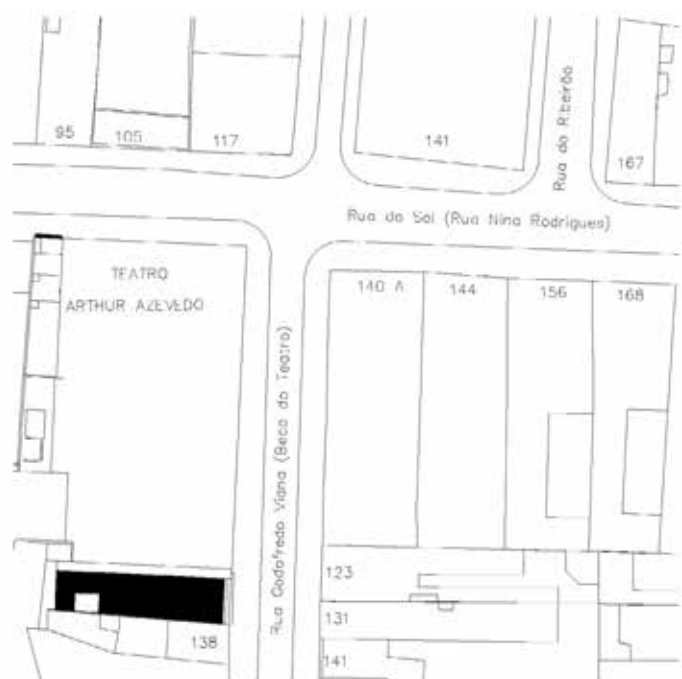 95
105
117
141
Rua do Ribeirão
167
Rua do Sol (Rua Nina Rodrigues)
TEATRO
ARTHUR AZEVEDO
140 A
144
156
168
Rua Godofredo Viana (Beco do Teatro)
123
131
138
141